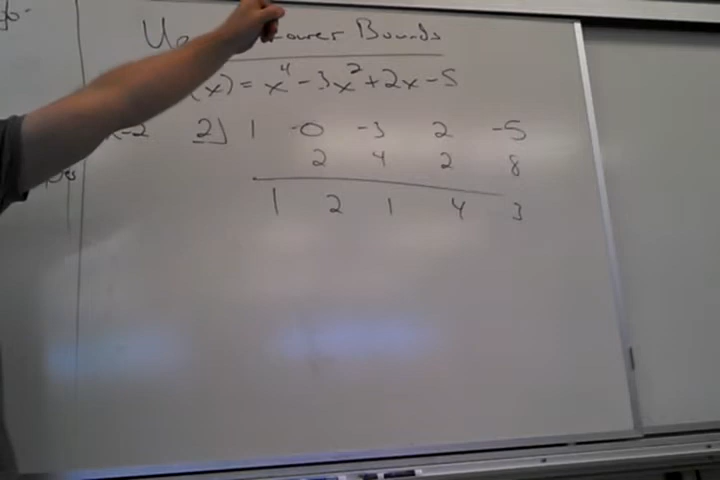 Lower Bounds
(x) = x⁴ - 3x² + 2x - 5
x-2 2⌋ 1 -0 -3 2 -5
2 4 2 8
1 2 1 4 3